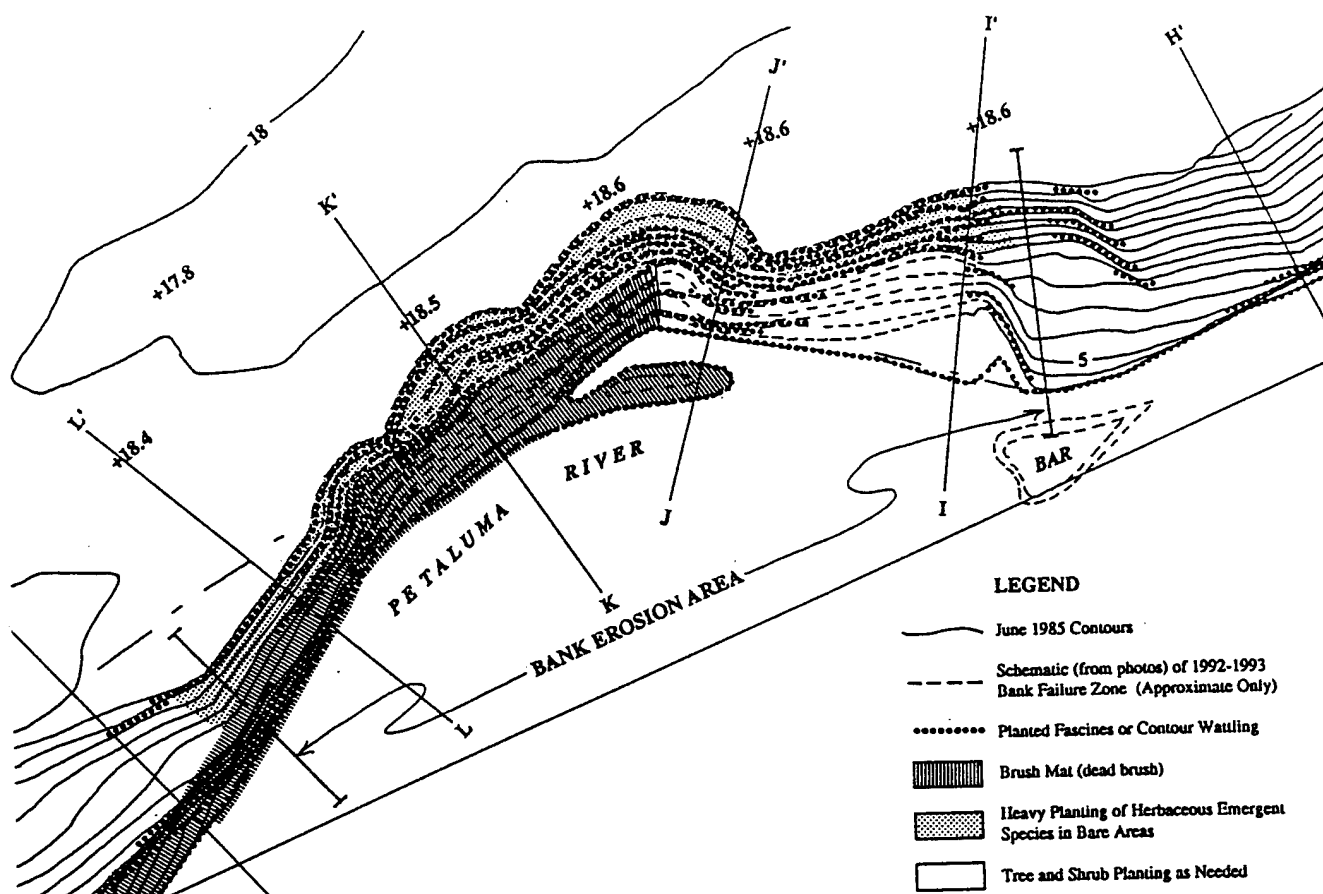 I'
H'
J'
18
+18.6
+18.6
K'
+18.6
+17.8
+18.5
L'
+18.4
5
BAR
RIVER
PETALUMA
J
I
K
L
BANK EROSION AREA
LEGEND
June 1985 Contours
Schematic (from photos) of 1992-1993
Bank Failure Zone (Approximate Only)
Planted Fascines or Contour Wattling
Brush Mat (dead brush)
Heavy Planting of Herbaceous Emergent
Species in Bare Areas
Tree and Shrub Planting as Needed